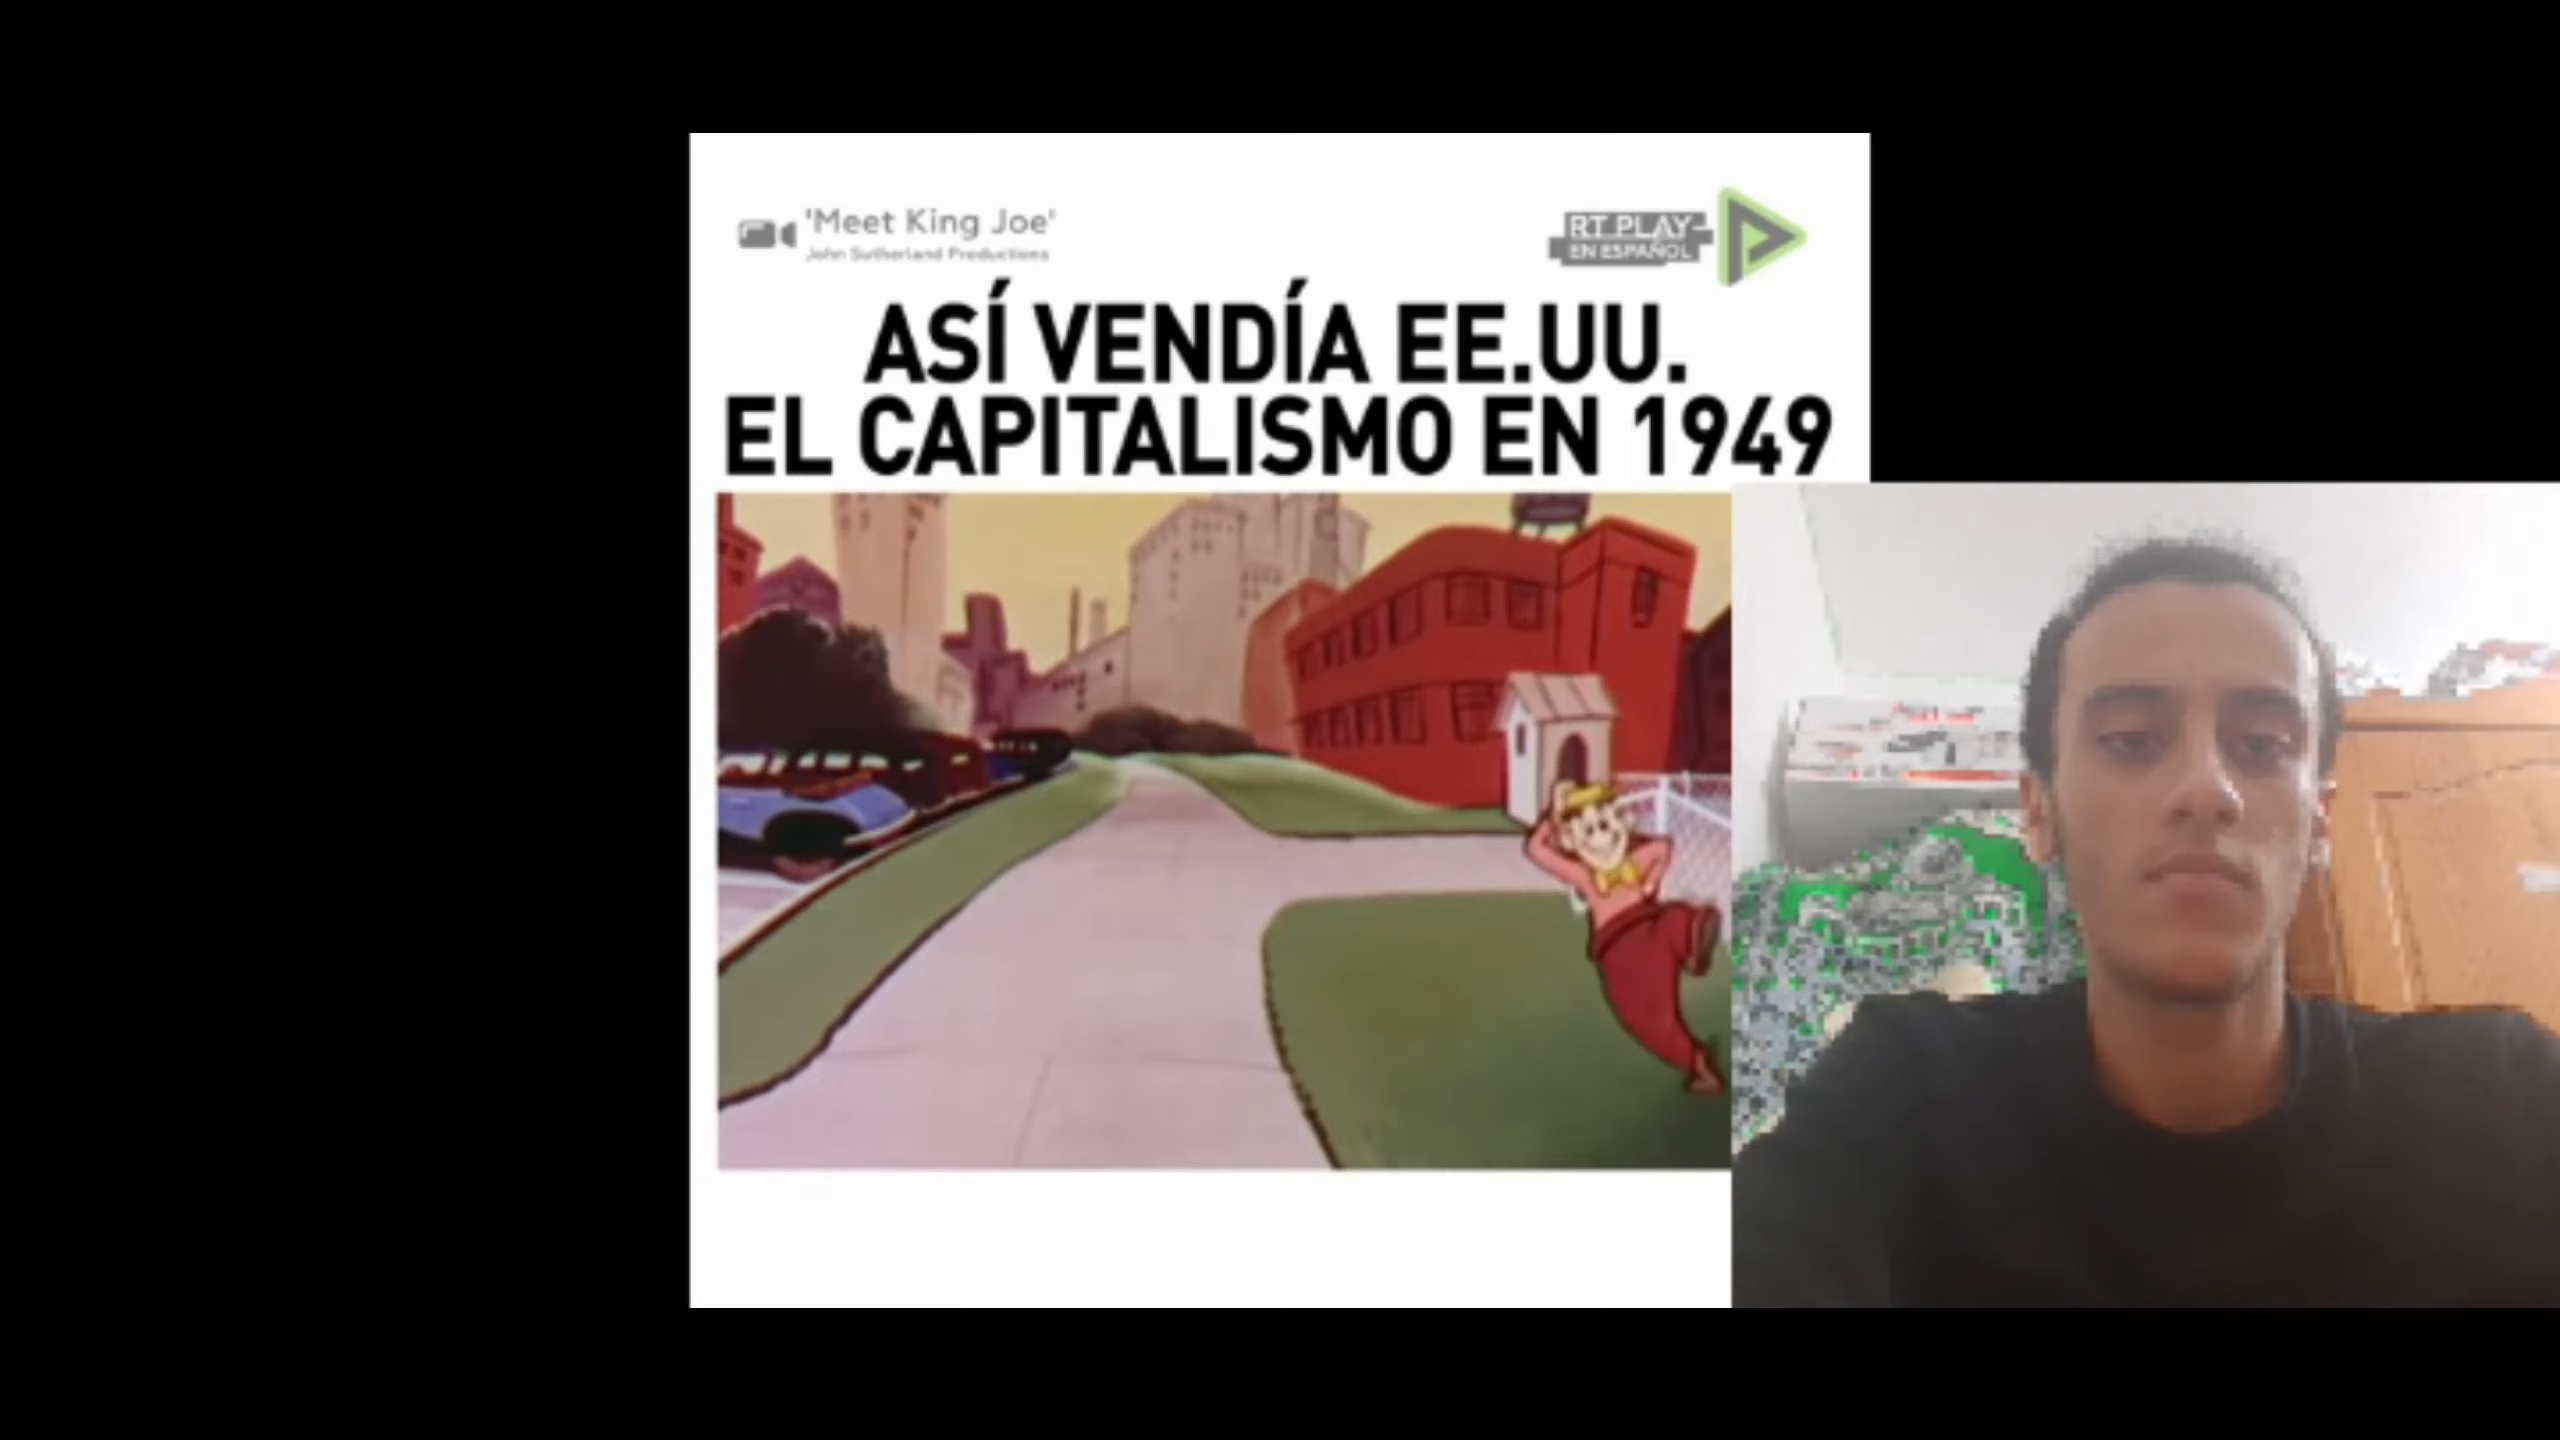 'Meet King Joe'
John Sutherland Productions
RT PLAY
EN ESPAÑOL
ASÍ VENDÍA EE.UU.
EL CAPITALISMO EN 1949